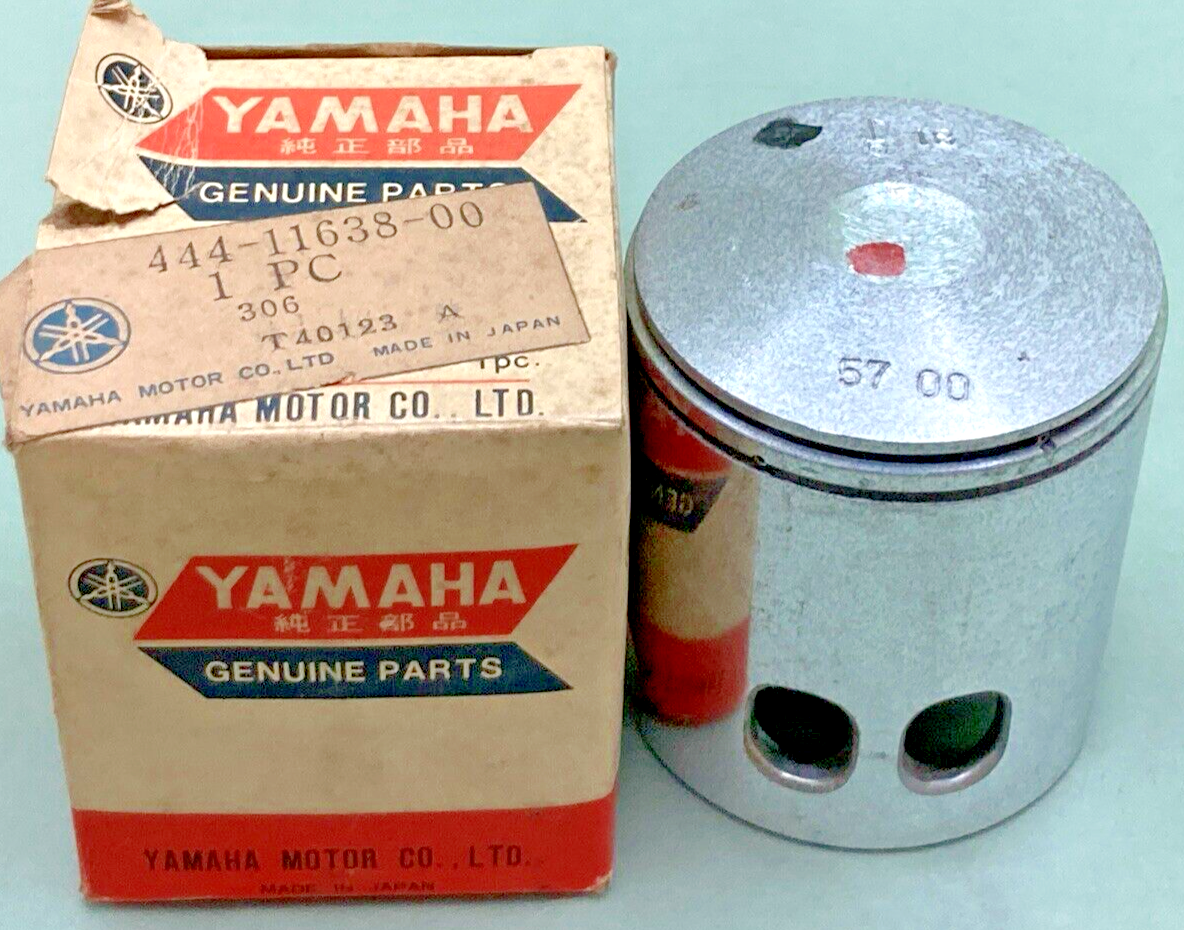 YAMAHA
純正部品
GENUINE PARTS
444-11638-00
1 PC
306
T40123 A
YAMAHA MOTOR CO., LTD MADE IN JAPAN
1pc.
YAMAHA MOTOR CO., LTD.
YAMAHA
純正部品
GENUINE PARTS
YAMAHA MOTOR CO., LTD.
MADE IN JAPAN
57 00